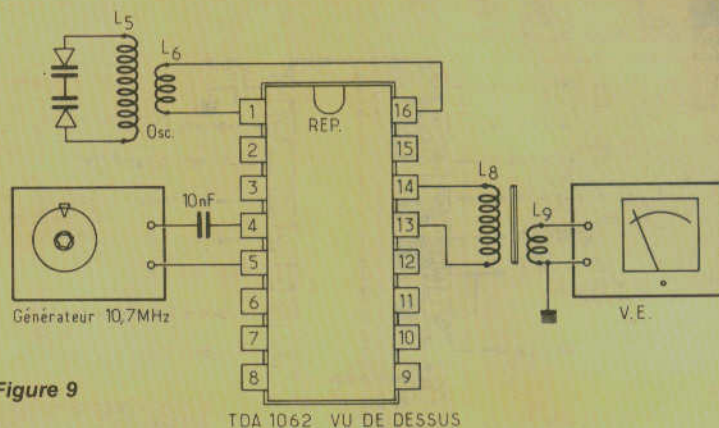 L5
L6
Osc.
REP.
1
2
3
4
5
6
7
8
16
15
14
13
12
11
10
9
10nF
Générateur 10,7MHz
L8
L9
V.E.
Figure 9
TDA 1062 VU DE DESSUS